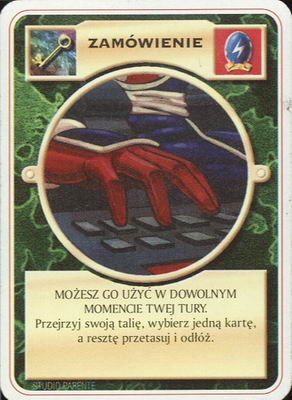 ZAMÓWIENIE
MOŻESZ GO UŻYĆ W DOWOLNYM
MOMENCIE TWEJ TURY.
Przejrzyj swoją talię, wybierz jedną kartę,
a resztę przetasuj i odłóż.
STUDIO PARENTE